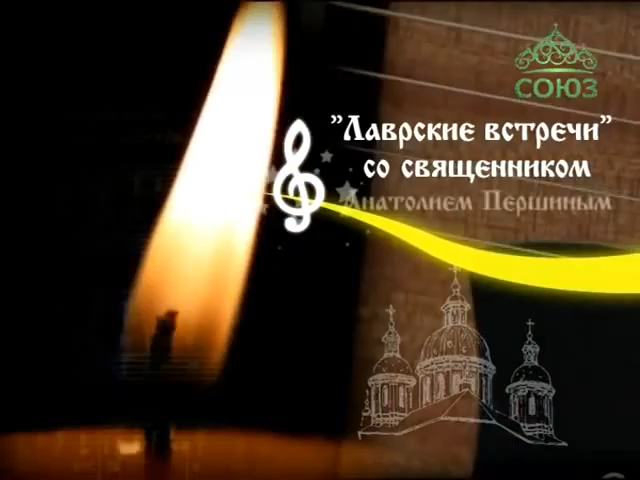 СОЮЗ
"Лаврские встречи"
со священником
Анатолием Першиным